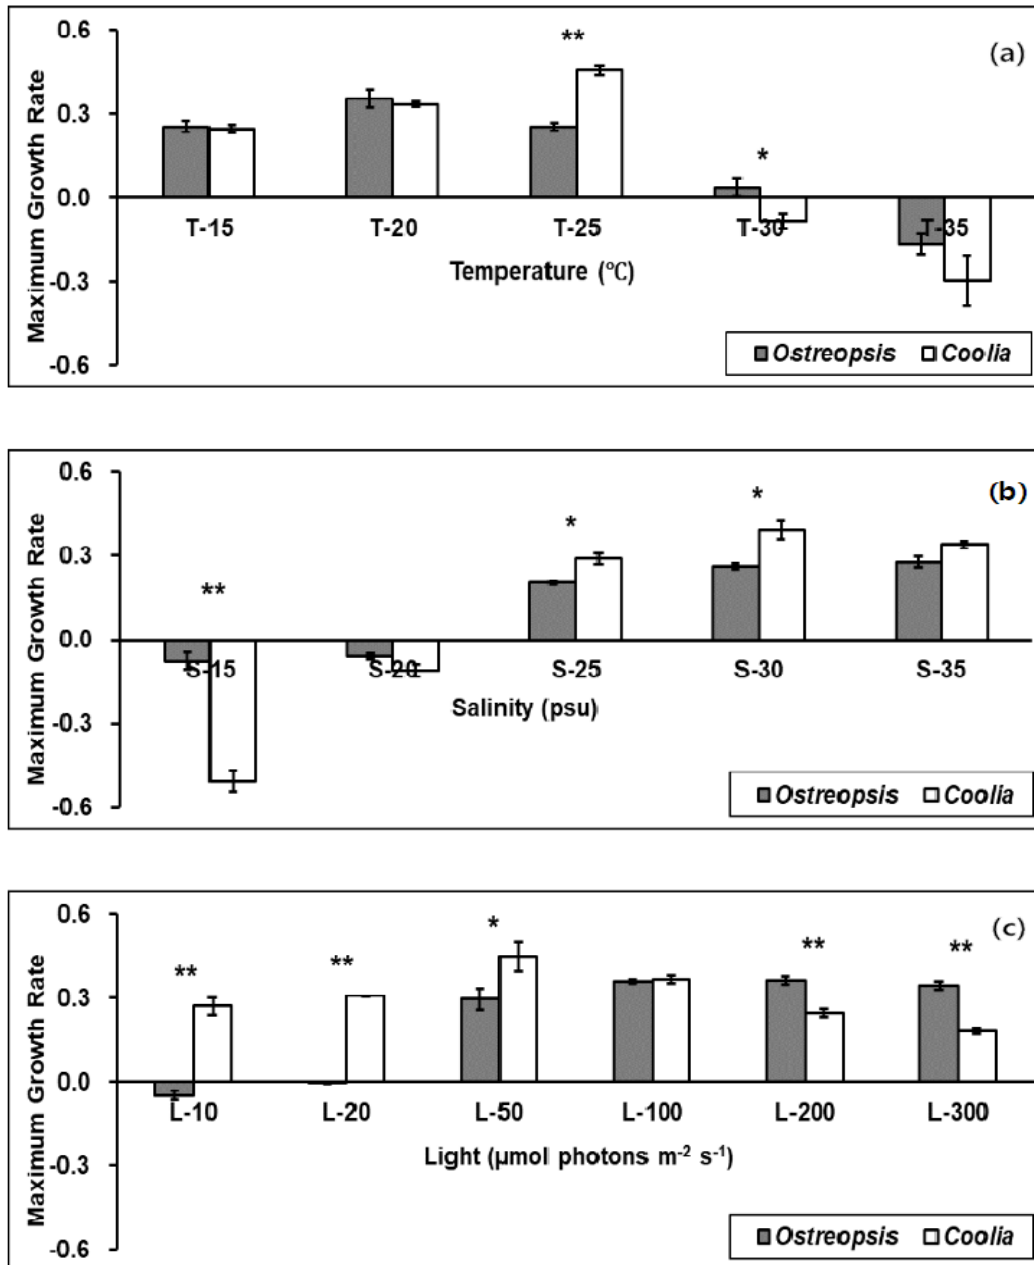 (a)
Maximum Growth Rate
0.6
0.3
0.0
-0.3
-0.6
**
*
T-15 T-20 T-25 T-30 T-35
Temperature (℃)
Ostreopsis Coolia
(b)
Maximum Growth Rate
0.6
0.3
0.0
-0.3
-0.6
**
*
*
S-15 S-20 S-25 S-30 S-35
Salinity (psu)
Ostreopsis Coolia
(c)
Maximum Growth Rate
0.6
0.3
0.0
-0.3
-0.6
** ** * ** **
L-10 L-20 L-50 L-100 L-200 L-300
Light (μmol photons m⁻² s⁻¹)
Ostreopsis Coolia